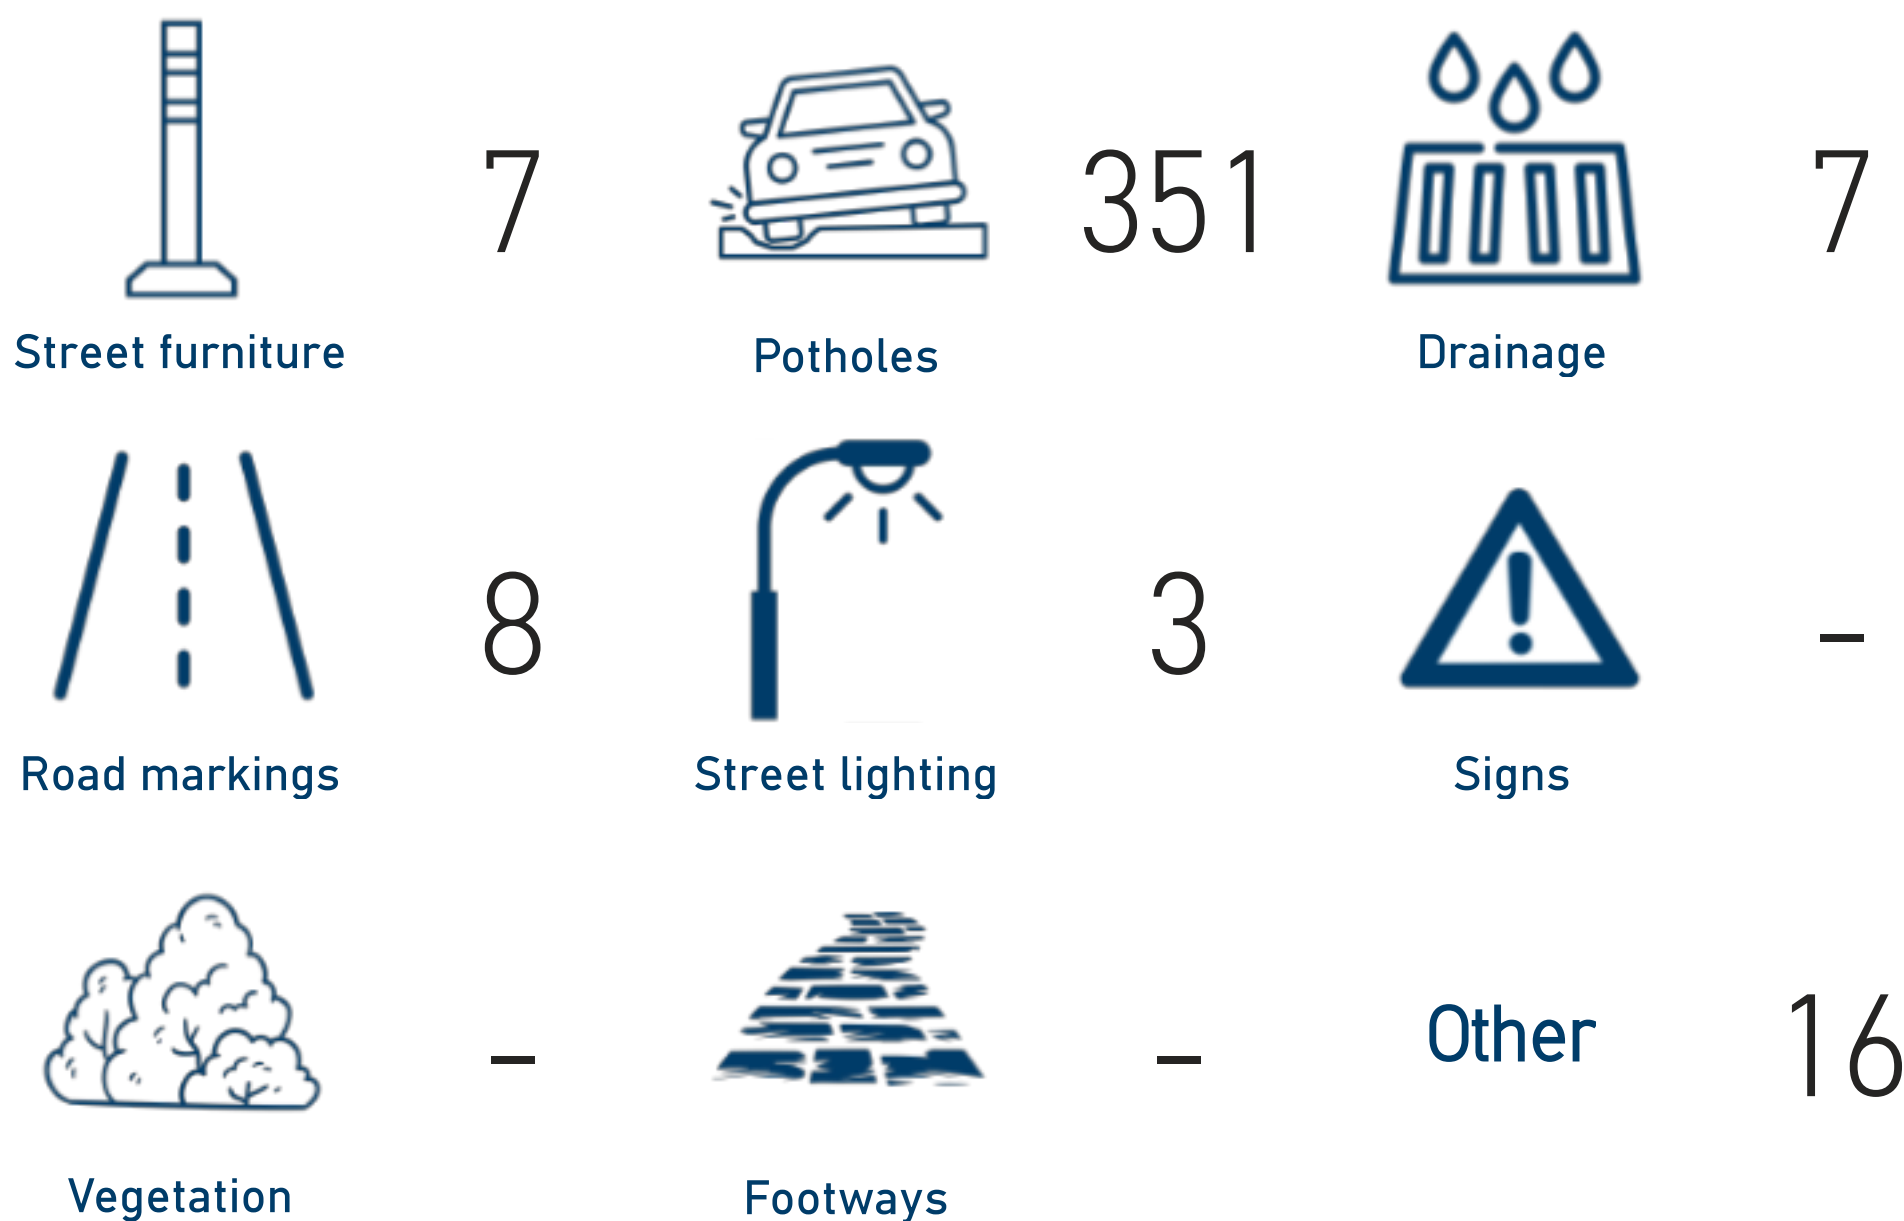 7
351
7
Street furniture
Potholes
Drainage
8
3
-
Road markings
Street lighting
Signs
-
-
Other
16
Vegetation
Footways